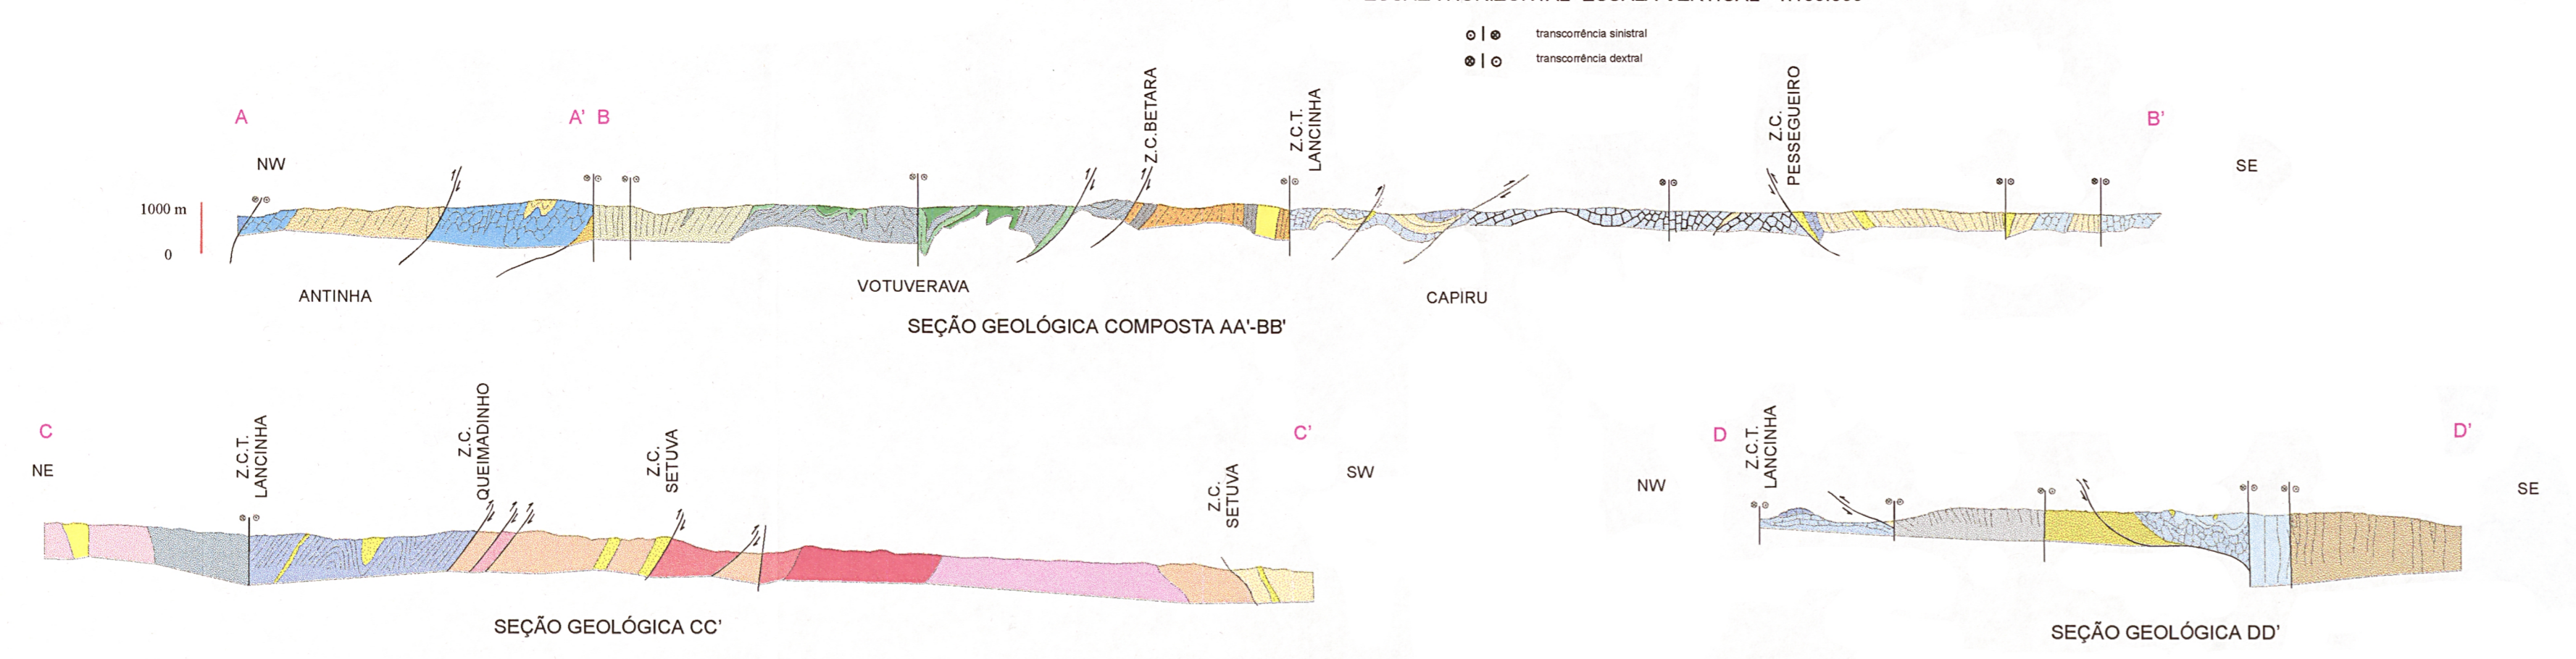 transcorrência sinistral
transcorrência dextral
A
A' B
B'
NW
Z.C.BETARA
Z.C.T.
LANCINHA
Z.C.
PESSEGUEIRO
SE
1000 m
0
ANTINHA
VOTUVERAVA
CAPIRU
SEÇÃO GEOLÓGICA COMPOSTA AA'-BB'
C
NE
Z.C.T.
LANCINHA
Z.C.
QUEIMADINHO
Z.C.
SETUVA
Z.C.
SETUVA
C'
SW
SEÇÃO GEOLÓGICA CC'
D
NW
Z.C.T.
LANCINHA
D'
SE
SEÇÃO GEOLÓGICA DD'